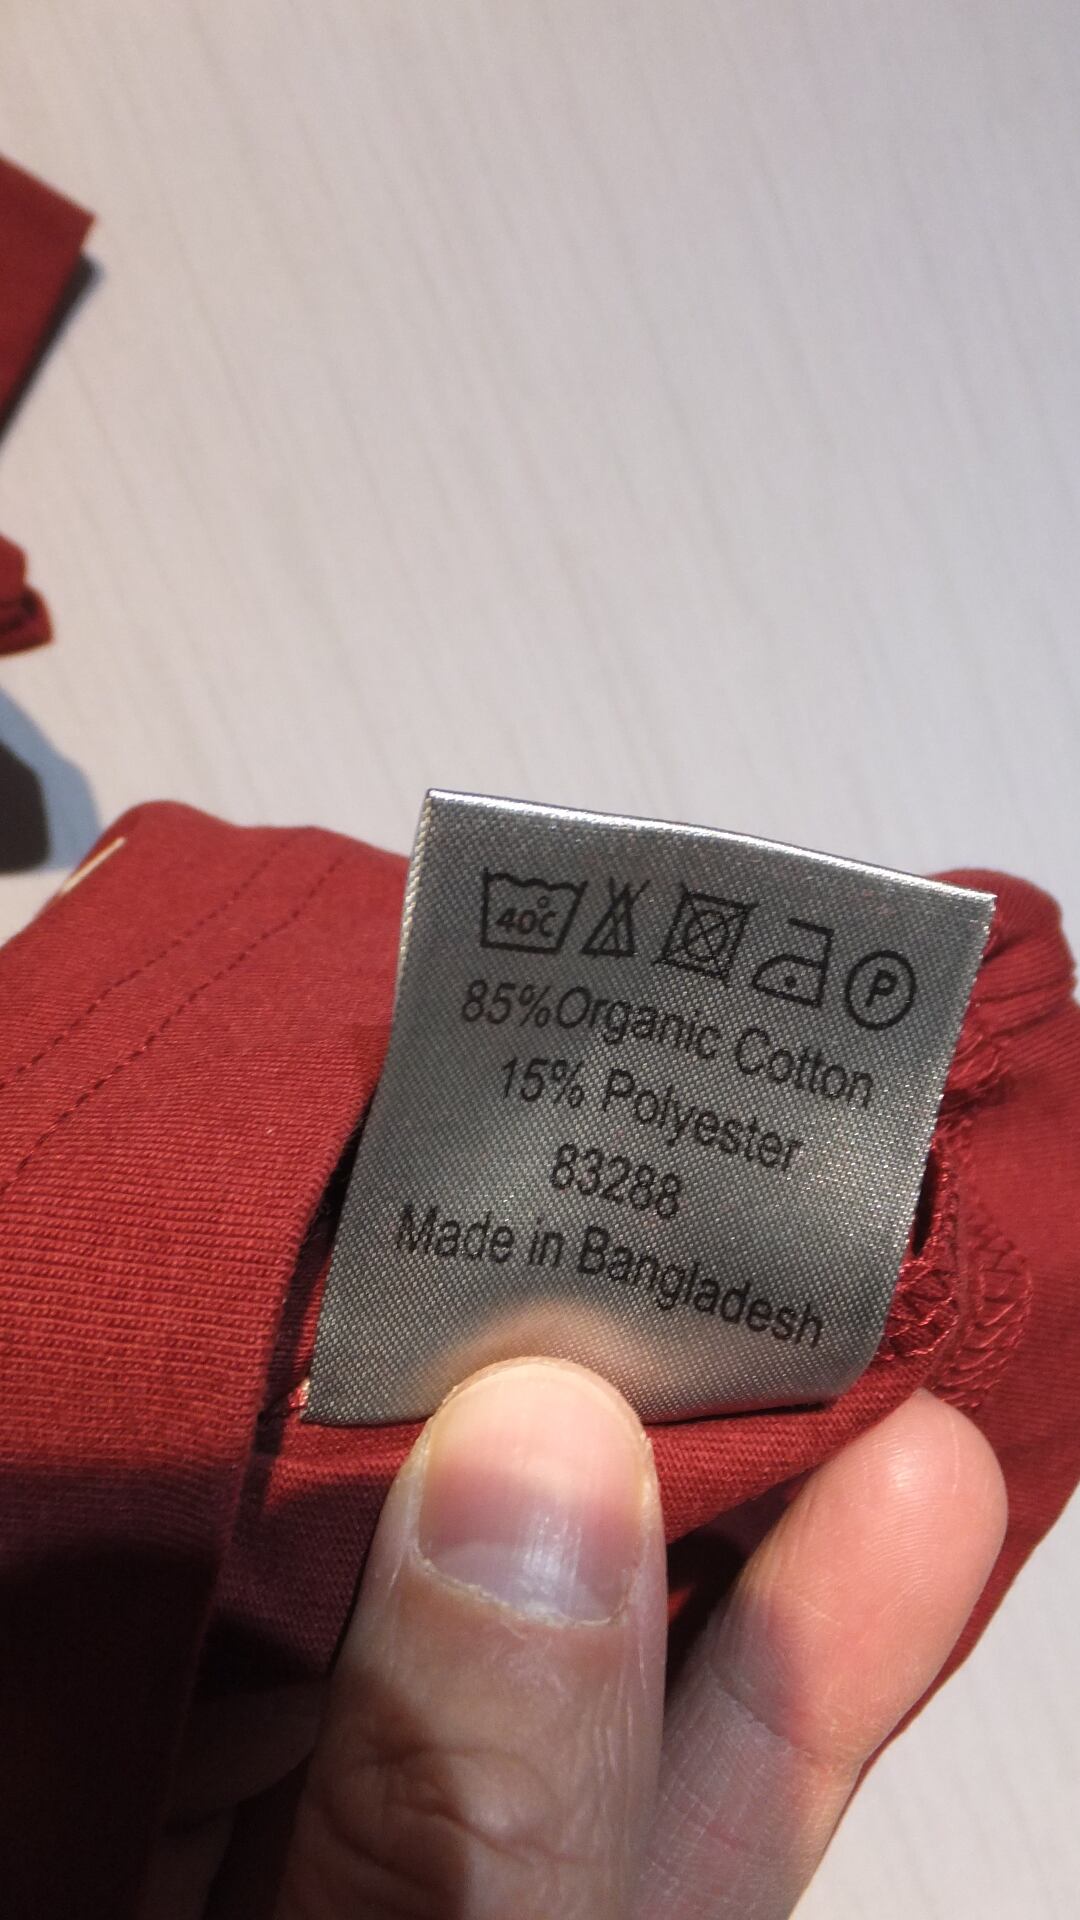 40°C P
85%Organic Cotton
15% Polyester
83288
Made in Bangladesh